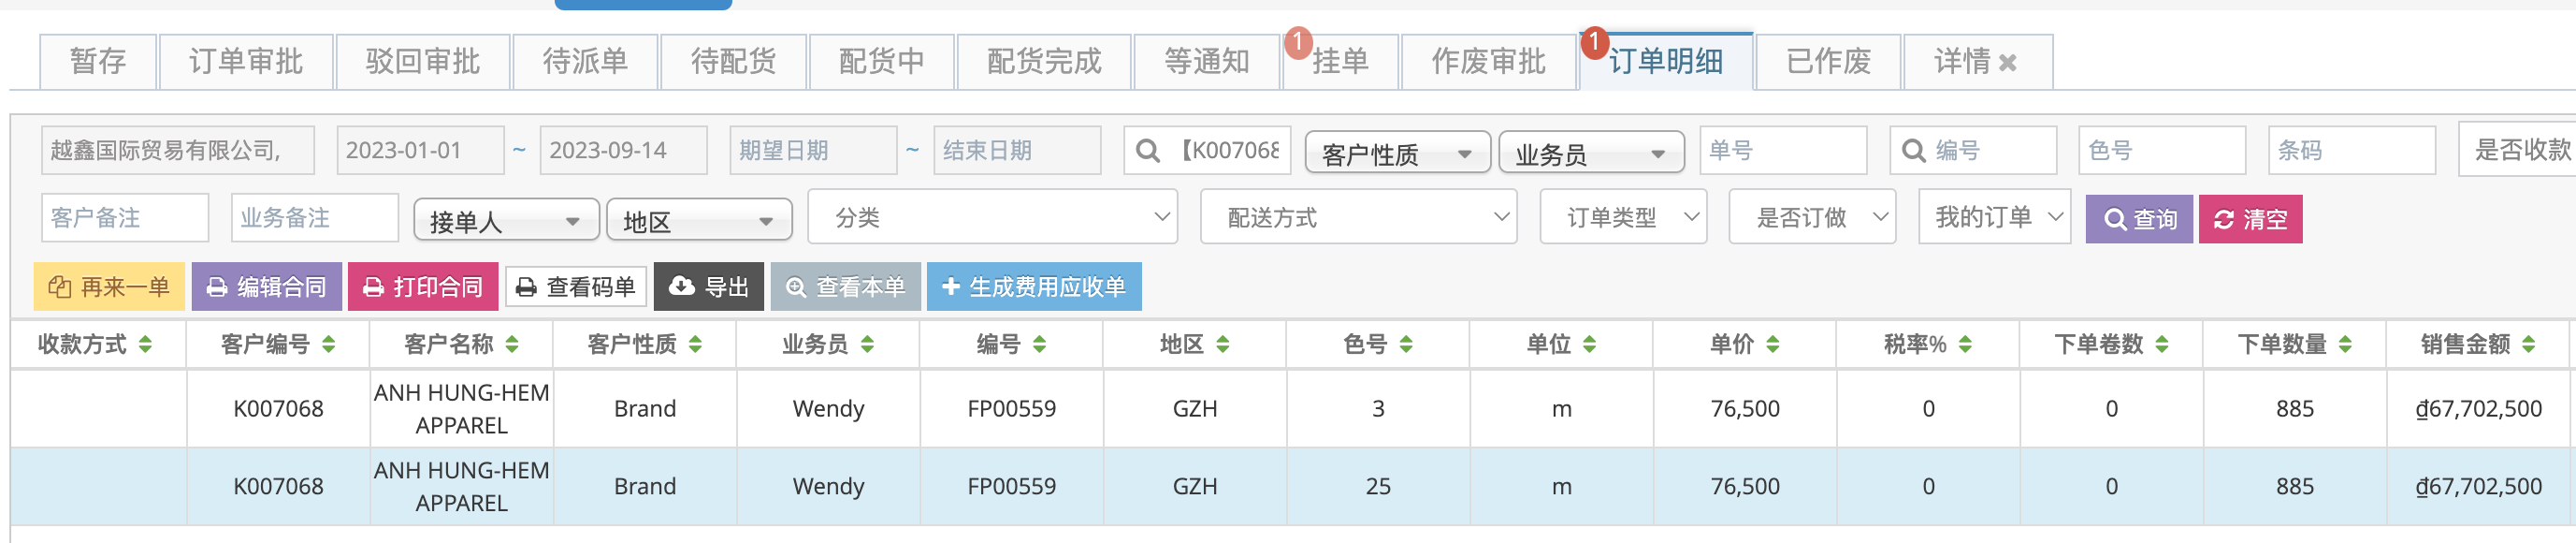 暂存 订单审批 驳回审批 待派单 待配货 配货中 配货完成 等通知 1 挂单 作废审批 1 订单明细 已作废 详情 ×
越鑫国际贸易有限公司, 2023-01-01 ~ 2023-09-14 期望日期 ~ 结束日期 【K007068 客户性质 业务员 单号 编号 色号 条码 是否收款
客户备注 业务备注 接单人 地区 分类 配送方式 订单类型 是否订做 我的订单 查询 清空
再来一单 编辑合同 打印合同 查看码单 导出 查看本单 + 生成费用应收单
收款方式 客户编号 客户名称 客户性质 业务员 编号 地区 色号 单位 单价 税率% 下单卷数 下单数量 销售金额
K007068 ANH HUNG-HEM APPAREL Brand Wendy FP00559 GZH 3 m 76,500 0 0 885 ₫67,702,500
K007068 ANH HUNG-HEM APPAREL Brand Wendy FP00559 GZH 25 m 76,500 0 0 885 ₫67,702,500